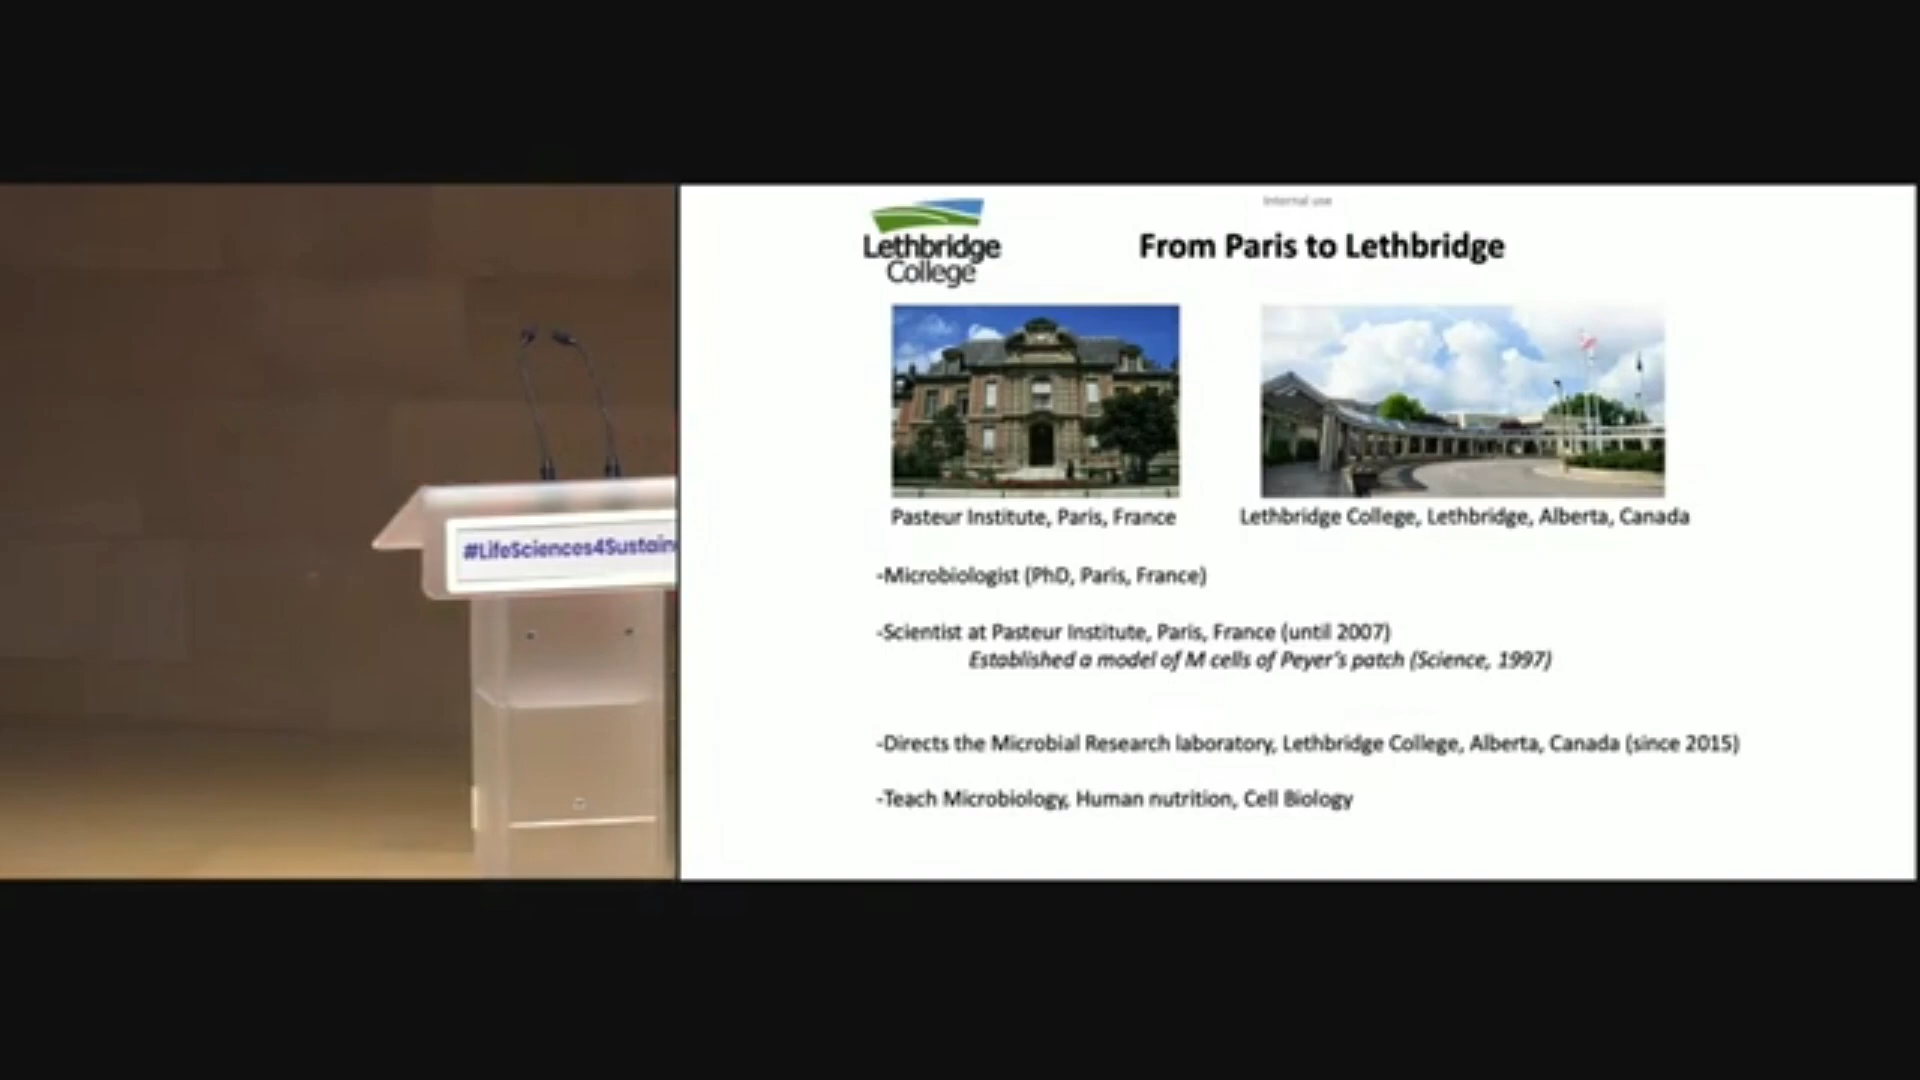 #LifeSciences4Sustain
Internal use
Lethbridge
College
From Paris to Lethbridge
Pasteur Institute, Paris, France
Lethbridge College, Lethbridge, Alberta, Canada
-Microbiologist (PhD, Paris, France)
-Scientist at Pasteur Institute, Paris, France (until 2007)
Established a model of M cells of Peyer's patch (Science, 1997)
-Directs the Microbial Research laboratory, Lethbridge College, Alberta, Canada (since 2015)
-Teach Microbiology, Human nutrition, Cell Biology